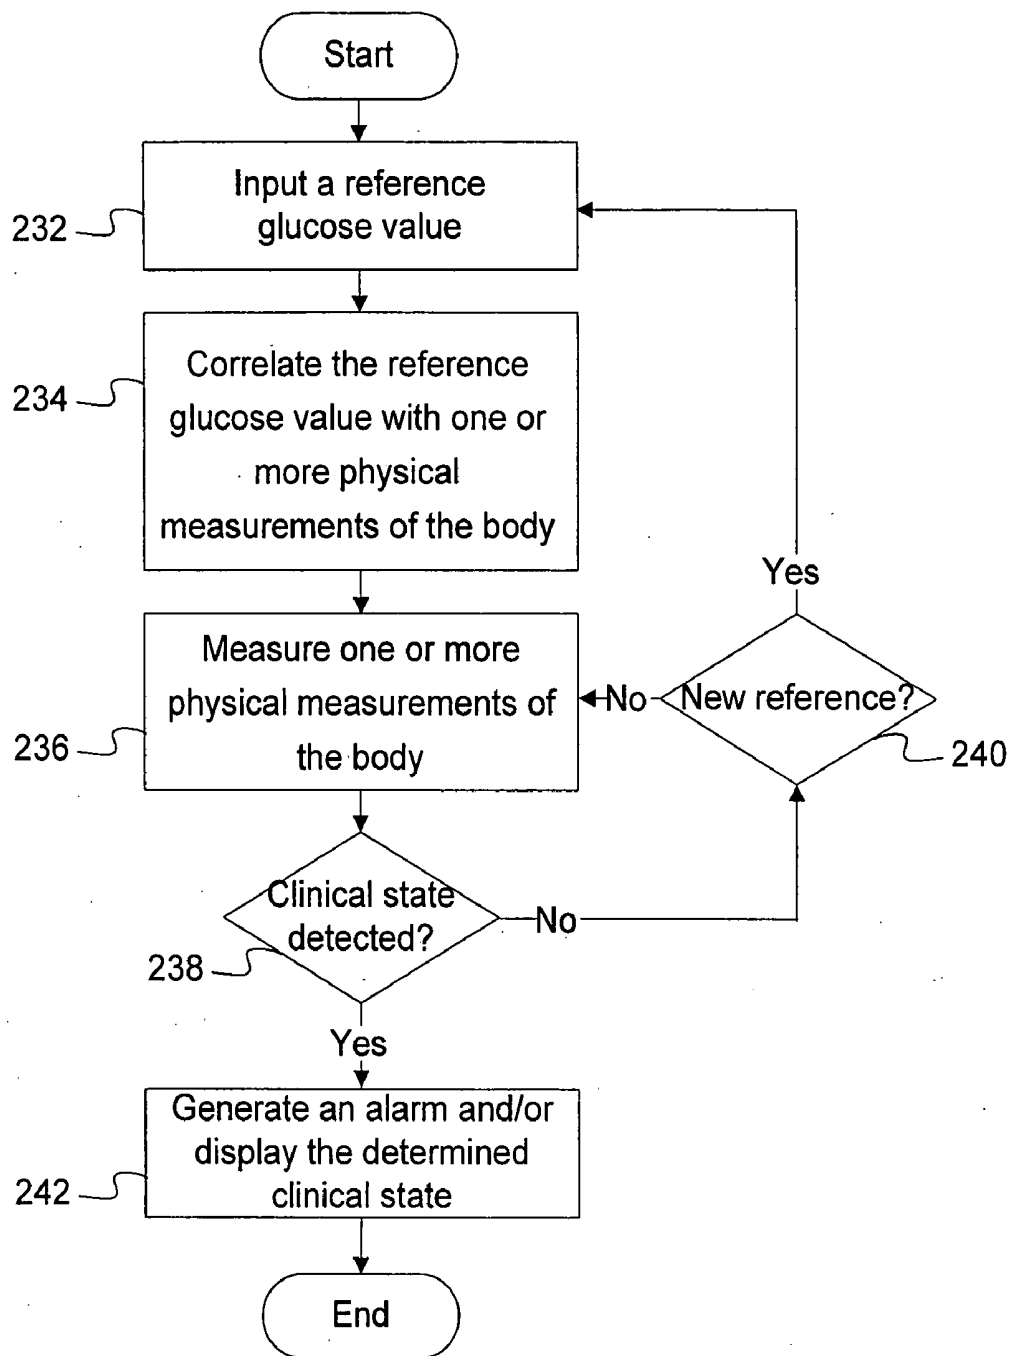 Start
Input a reference
glucose value
232
Correlate the reference
glucose value with one or
more physical
measurements of the body
234
Yes
Measure one or more
physical measurements of
the body
236
No
New reference?
240
Clinical state
detected?
238
No
Yes
Generate an alarm and/or
display the determined
clinical state
242
End